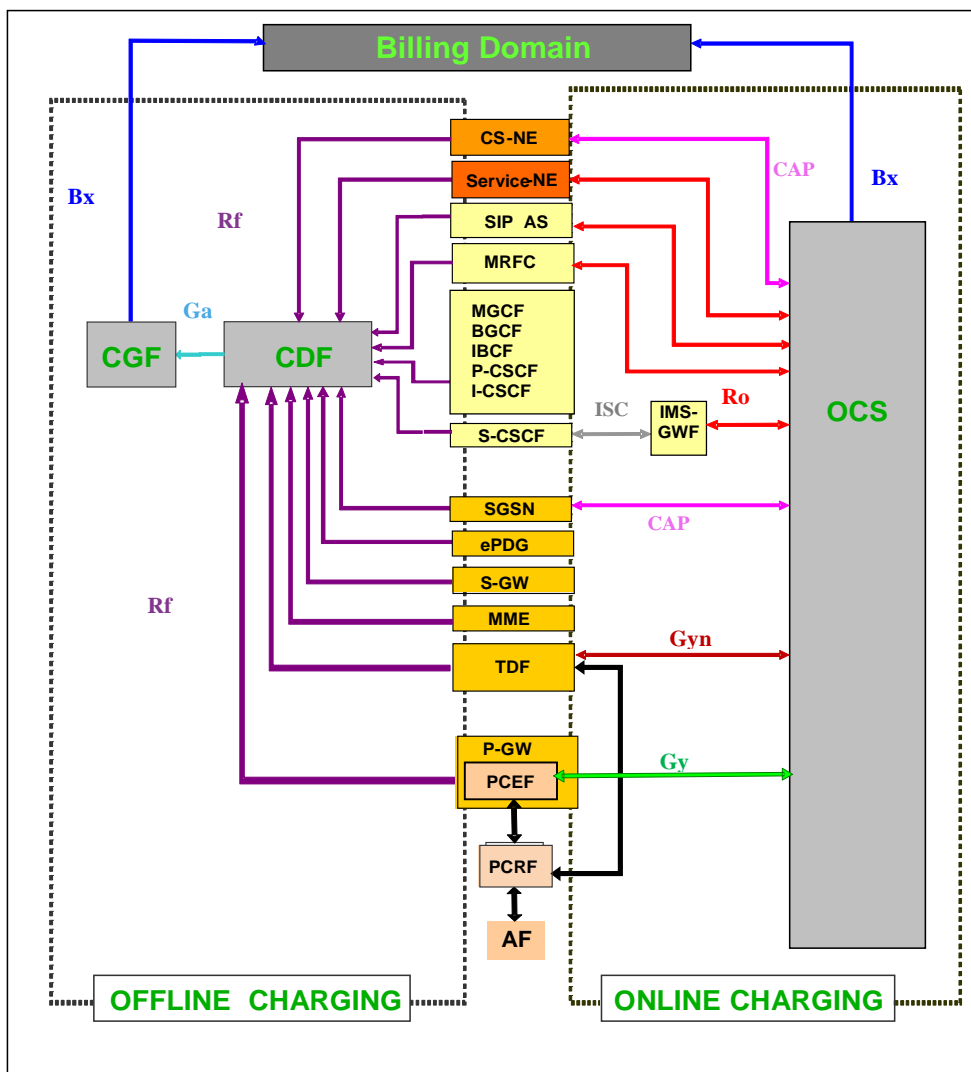 Billing Domain
CS-NE
CAP
Service-NE
Bx
Bx
Rf
SIP AS
MRFC
Ga
MGCF
BGCF
IBCF
P-CSCF
I-CSCF
CGF
CDF
OCS
ISC
IMS-
GWF
Ro
S-CSCF
SGSN
CAP
ePDG
S-GW
Rf
MME
Gyn
TDF
P-GW
PCEF
Gy
PCRF
AF
OFFLINE CHARGING
ONLINE CHARGING